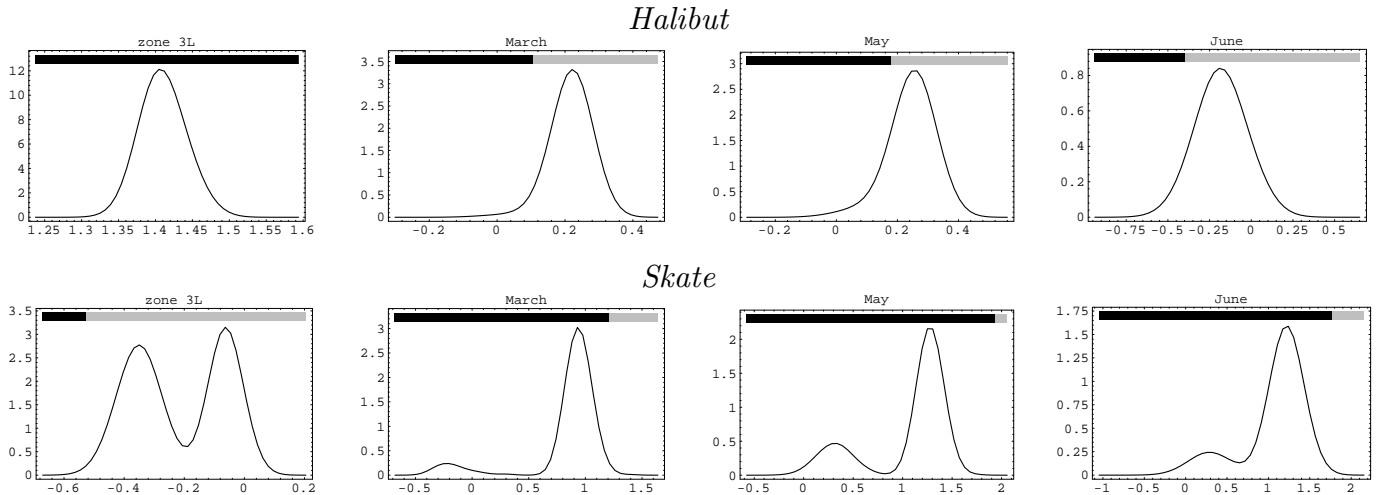 Halibut
zone 3L March May June
12 10 8 6 4 2 0
1.25 1.3 1.35 1.4 1.45 1.5 1.55 1.6
3.5 3 2.5 2 1.5 1 0.5 0
-0.2 0 0.2 0.4
3 2.5 2 1.5 1 0.5 0
-0.2 0 0.2 0.4
0.8 0.6 0.4 0.2 0
-0.75 -0.5 -0.25 0 0.25 0.5
Skate
zone 3L March May June
3.5 3 2.5 2 1.5 1 0.5 0
-0.6 -0.4 -0.2 0 0.2
3 2.5 2 1.5 1 0.5 0
-0.5 0 0.5 1 1.5
2 1.5 1 0.5 0
-0.5 0 0.5 1 1.5 2
1.75 1.5 1.25 1 0.75 0.5 0.25 0
-1 -0.5 0 0.5 1 1.5 2